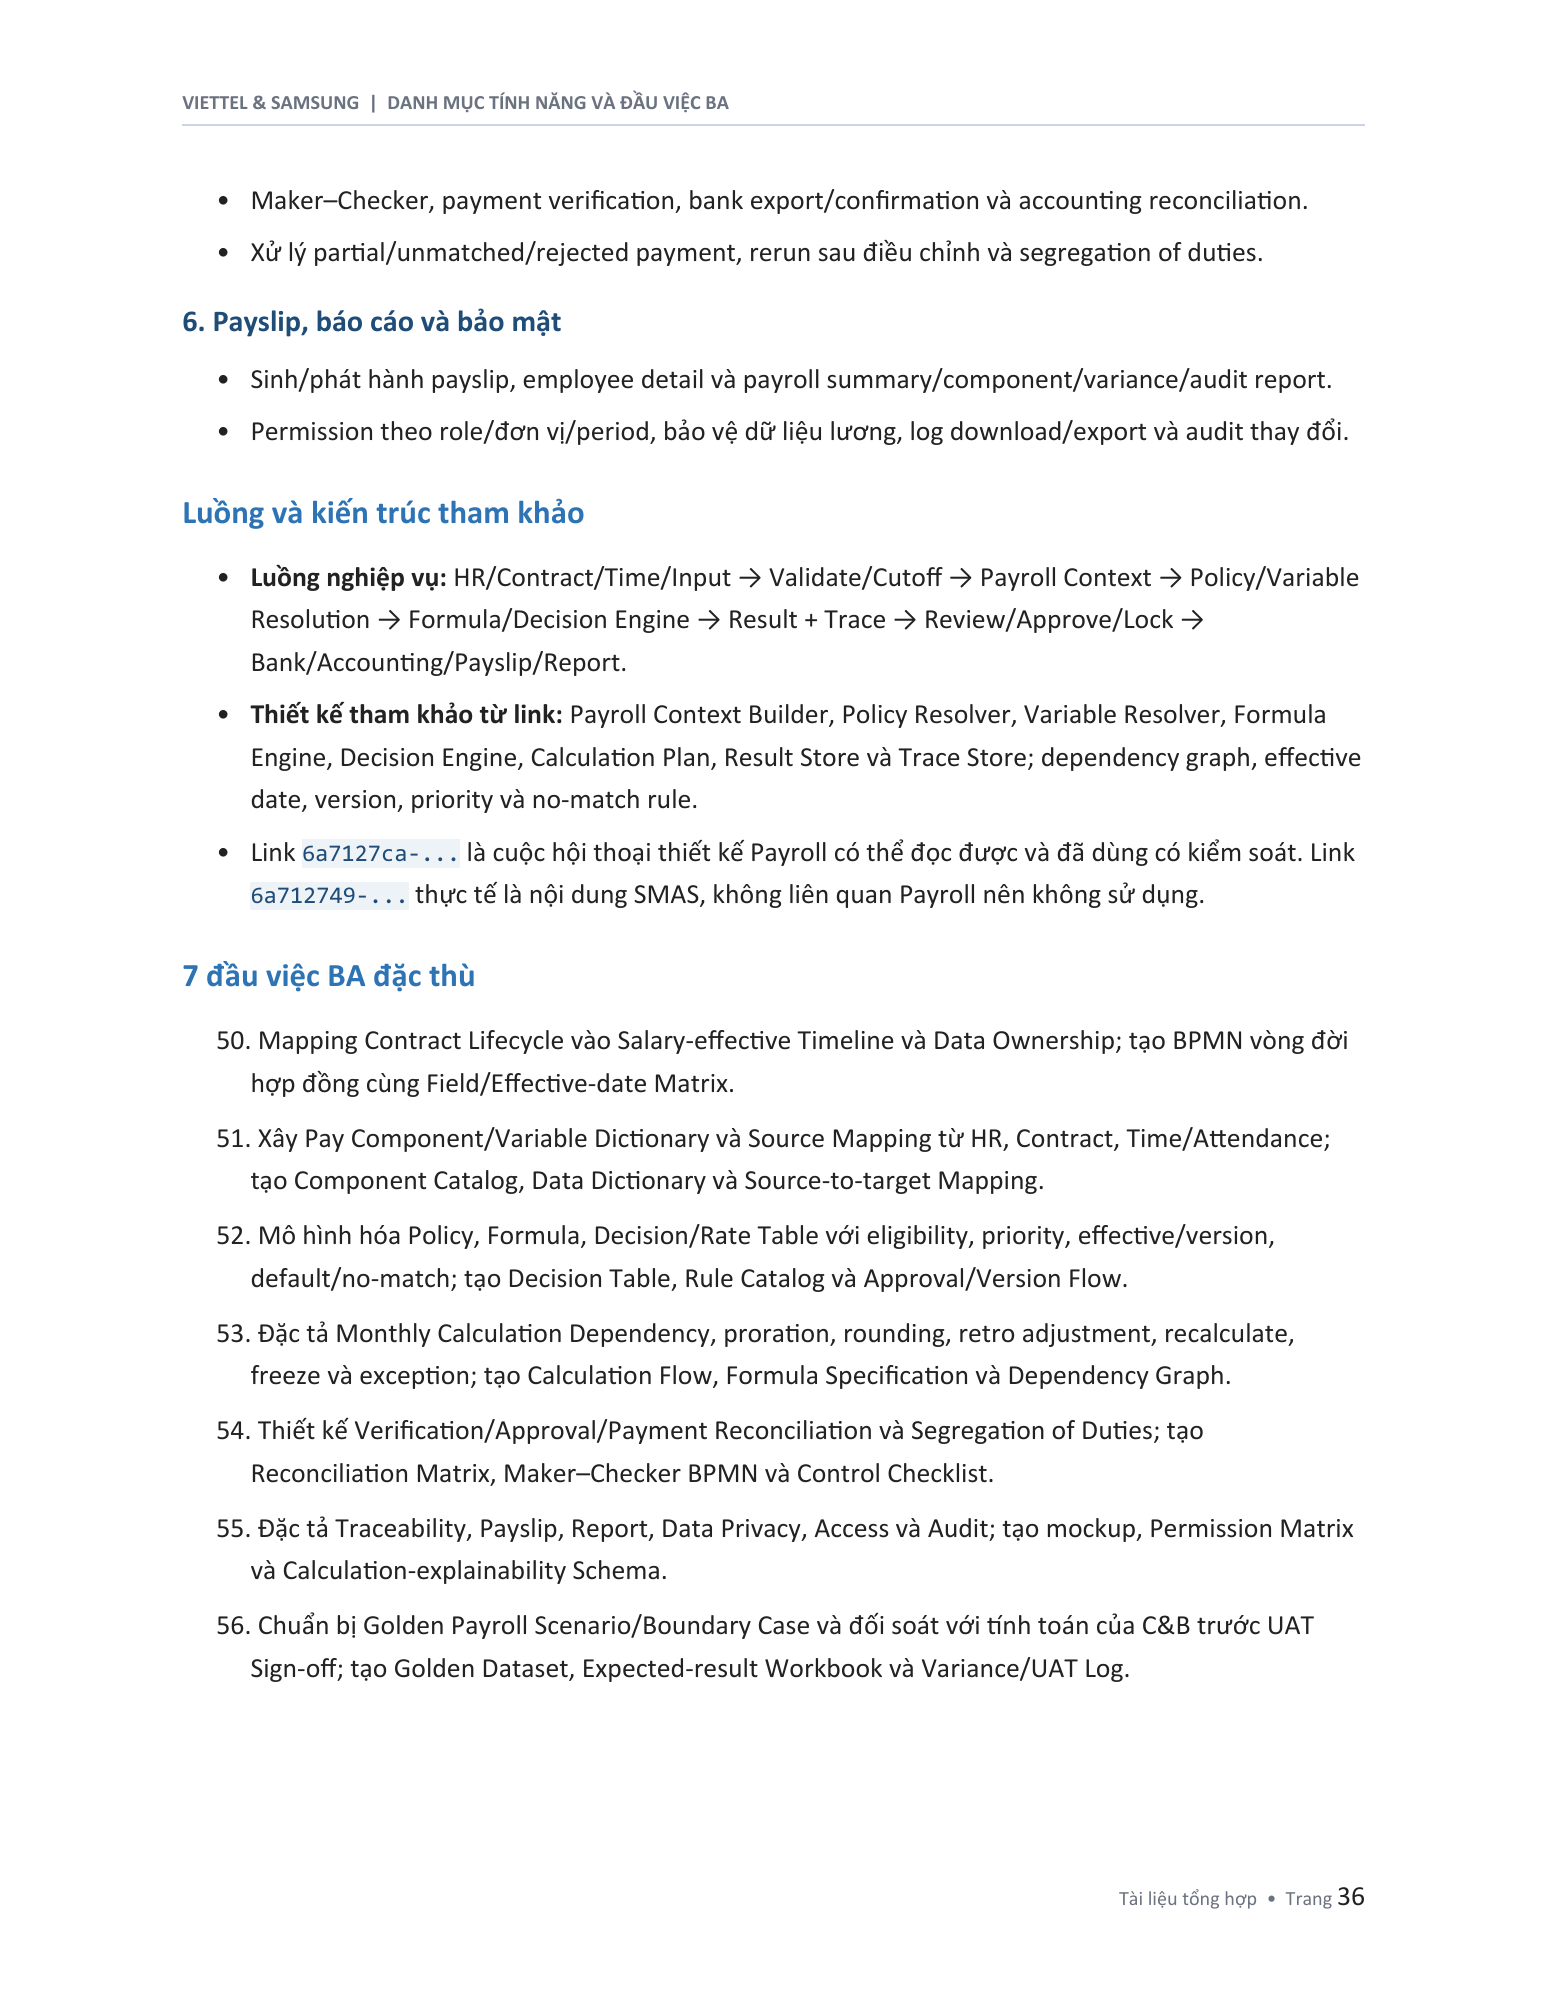 VIETTEL & SAMSUNG | DANH MỤC TÍNH NĂNG VÀ ĐẦU VIỆC BA
• Maker–Checker, payment verification, bank export/confirmation và accounting reconciliation.
• Xử lý partial/unmatched/rejected payment, rerun sau điều chỉnh và segregation of duties.
6. Payslip, báo cáo và bảo mật
• Sinh/phát hành payslip, employee detail và payroll summary/component/variance/audit report.
• Permission theo role/đơn vị/period, bảo vệ dữ liệu lương, log download/export và audit thay đổi.
Luồng và kiến trúc tham khảo
• Luồng nghiệp vụ: HR/Contract/Time/Input → Validate/Cutoff → Payroll Context → Policy/Variable
Resolution → Formula/Decision Engine → Result + Trace → Review/Approve/Lock →
Bank/Accounting/Payslip/Report.
• Thiết kế tham khảo từ link: Payroll Context Builder, Policy Resolver, Variable Resolver, Formula
Engine, Decision Engine, Calculation Plan, Result Store và Trace Store; dependency graph, effective
date, version, priority và no-match rule.
• Link 6a7127ca-... là cuộc hội thoại thiết kế Payroll có thể đọc được và đã dùng có kiểm soát. Link
6a712749-... thực tế là nội dung SMAS, không liên quan Payroll nên không sử dụng.
7 đầu việc BA đặc thù
50. Mapping Contract Lifecycle vào Salary-effective Timeline và Data Ownership; tạo BPMN vòng đời
hợp đồng cùng Field/Effective-date Matrix.
51. Xây Pay Component/Variable Dictionary và Source Mapping từ HR, Contract, Time/Attendance;
tạo Component Catalog, Data Dictionary và Source-to-target Mapping.
52. Mô hình hóa Policy, Formula, Decision/Rate Table với eligibility, priority, effective/version,
default/no-match; tạo Decision Table, Rule Catalog và Approval/Version Flow.
53. Đặc tả Monthly Calculation Dependency, proration, rounding, retro adjustment, recalculate,
freeze và exception; tạo Calculation Flow, Formula Specification và Dependency Graph.
54. Thiết kế Verification/Approval/Payment Reconciliation và Segregation of Duties; tạo
Reconciliation Matrix, Maker–Checker BPMN và Control Checklist.
55. Đặc tả Traceability, Payslip, Report, Data Privacy, Access và Audit; tạo mockup, Permission Matrix
và Calculation-explainability Schema.
56. Chuẩn bị Golden Payroll Scenario/Boundary Case và đối soát với tính toán của C&B trước UAT
Sign-off; tạo Golden Dataset, Expected-result Workbook và Variance/UAT Log.
Tài liệu tổng hợp • Trang 36